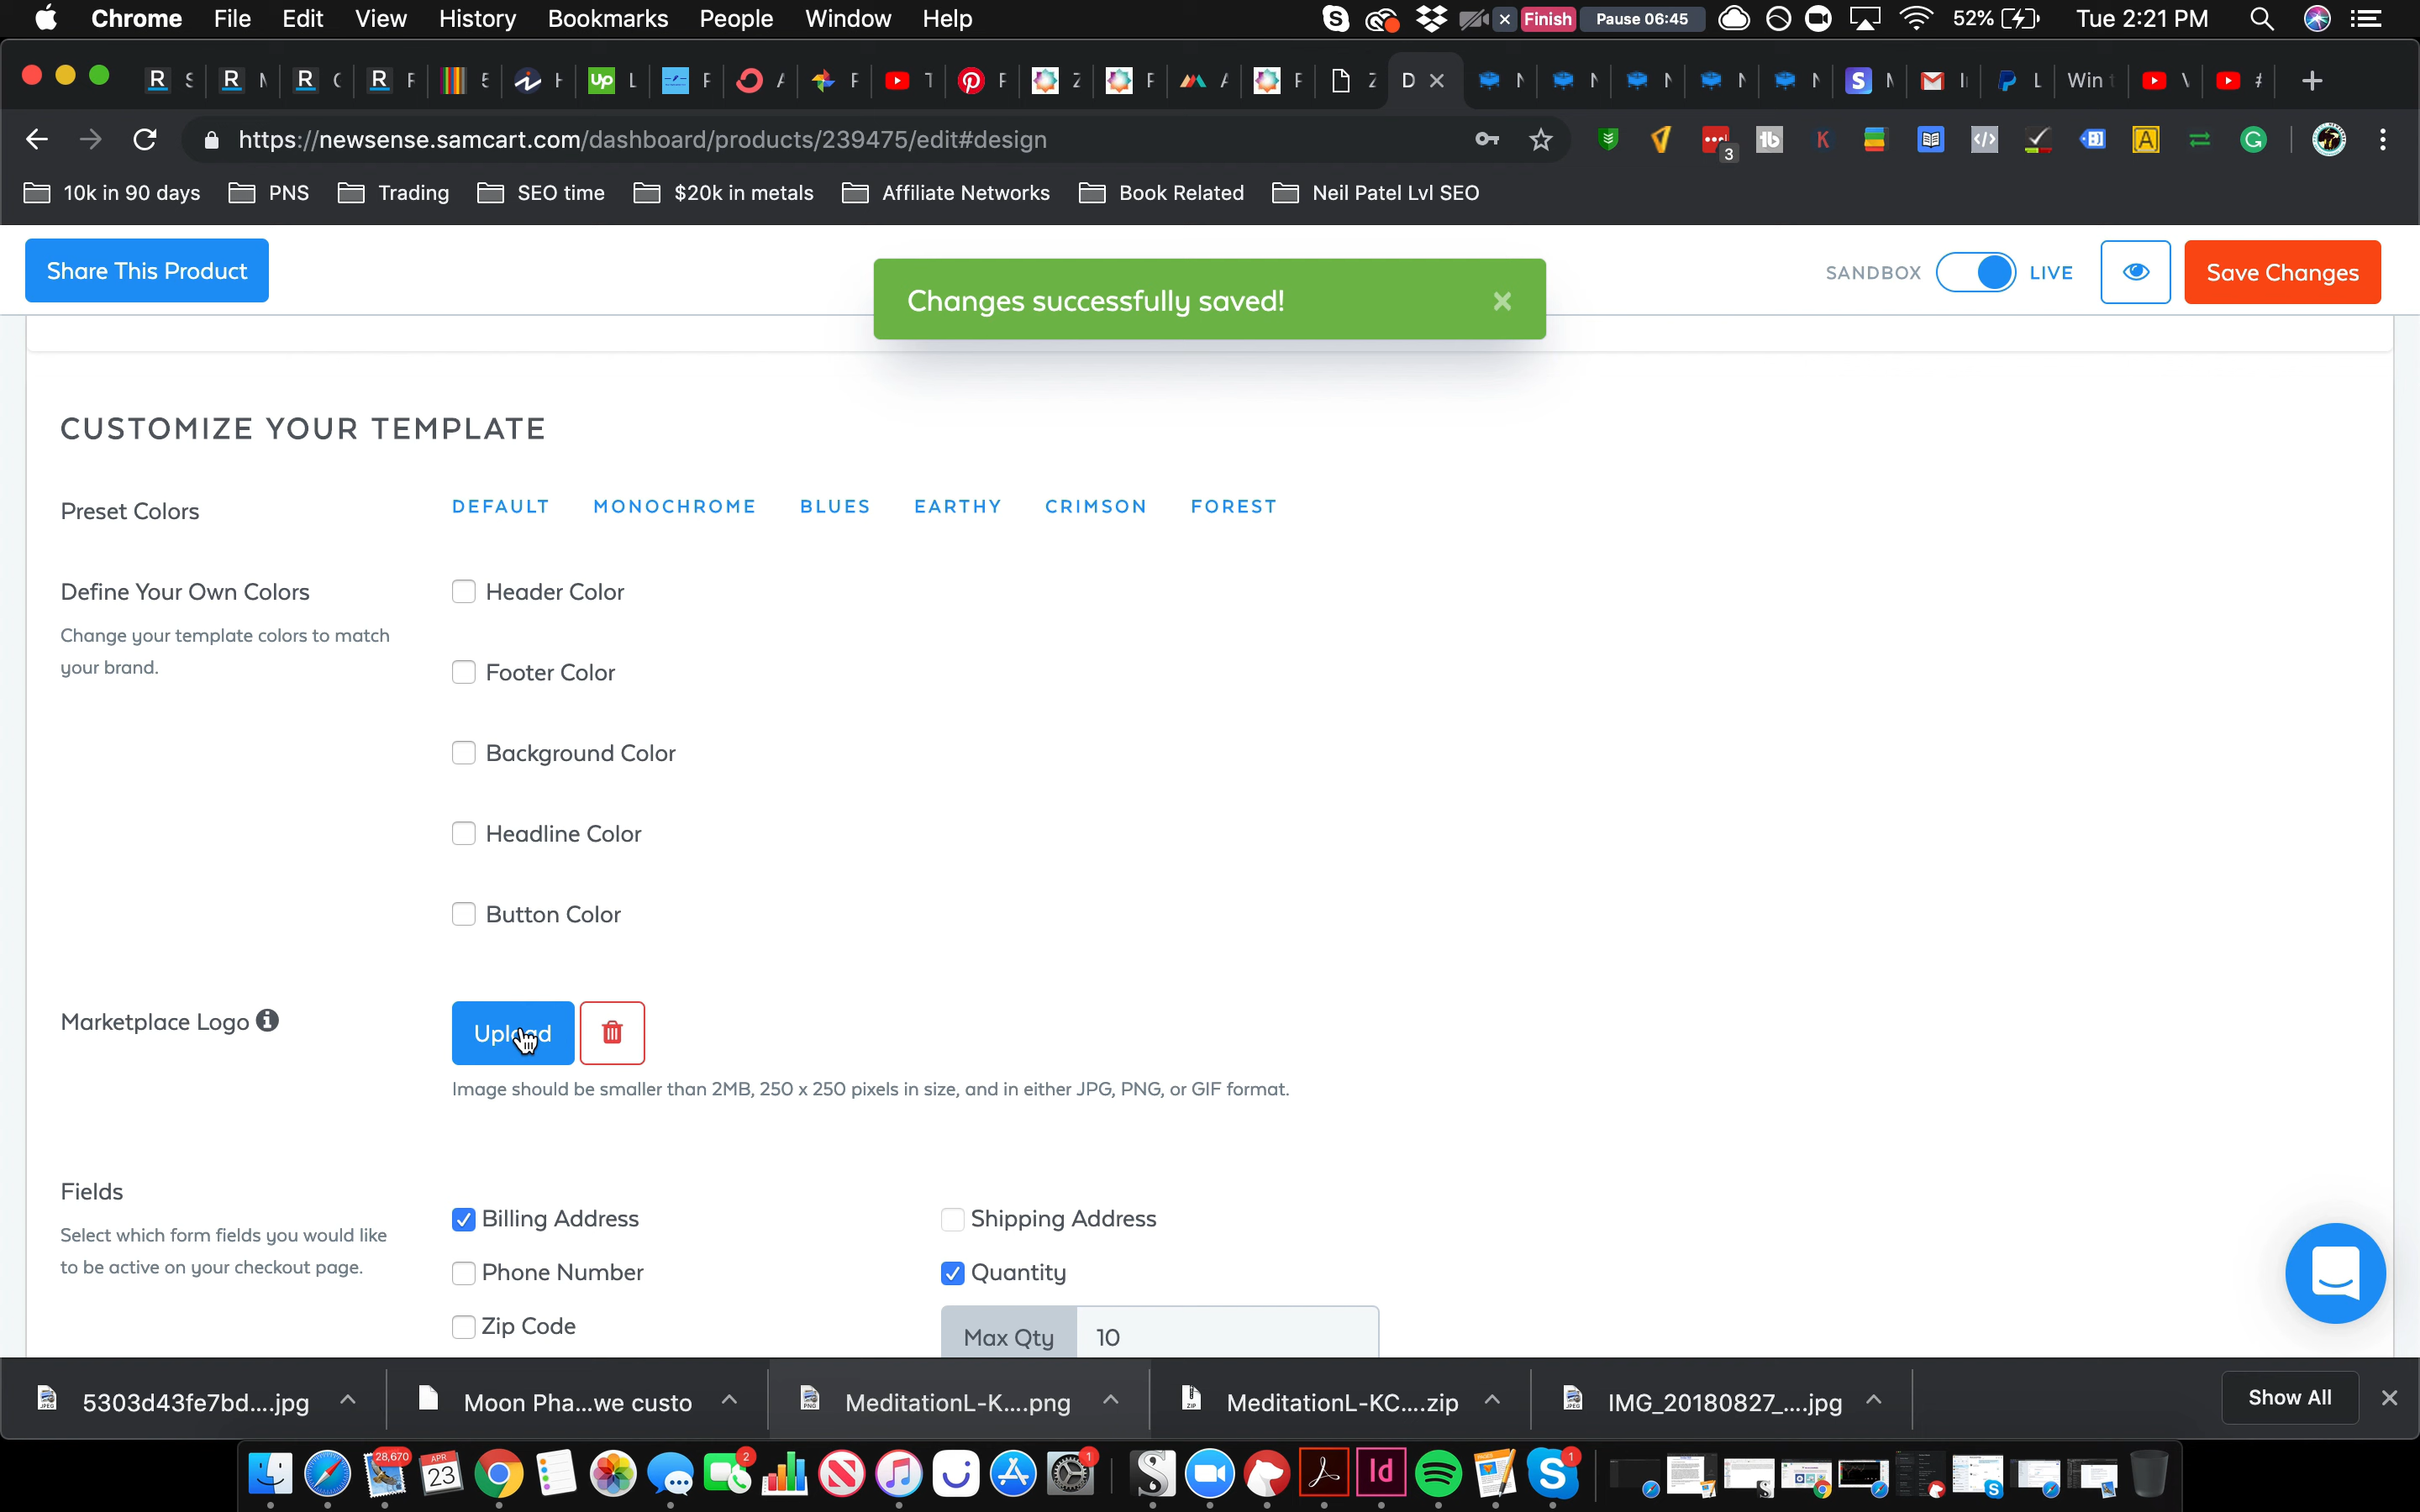 Chrome File Edit View History Bookmarks People Window Help
Finish Pause 06:45 52% Tue 2:21 PM
https://newsense.samcart.com/dashboard/products/239475/edit#design
10k in 90 days PNS Trading SEO time $20k in metals Affiliate Networks Book Related Neil Patel Lvl SEO
Share This Product
Changes successfully saved!
SANDBOX LIVE Save Changes
CUSTOMIZE YOUR TEMPLATE
Preset Colors DEFAULT MONOCHROME BLUES EARTHY CRIMSON FOREST
Define Your Own Colors
Change your template colors to match
your brand.
Header Color
Footer Color
Background Color
Headline Color
Button Color
Marketplace Logo
Upload
Image should be smaller than 2MB, 250 x 250 pixels in size, and in either JPG, PNG, or GIF format.
Fields
Select which form fields you would like
to be active on your checkout page.
Billing Address
Shipping Address
Phone Number
Quantity
Zip Code
Max Qty 10
5303d43fe7bd....jpg
Moon Pha...we custo
MeditationL-K....png
MeditationL-KC....zip
IMG_20180827_....jpg
Show All
28,670
APR
23
2
1
1